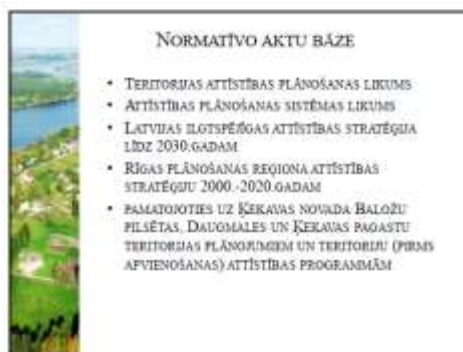 NORMATĪVO AKTU BĀZE
• TERITORIJAS ATTĪSTĪBAS PLĀNOŠANAS LIKUMS
• ATTĪSTĪBAS PLĀNOŠANAS SISTĒMAS LIKUMS
• LATVIJAS ILGTSPĒJĪGAS ATTĪSTĪBAS STRATĒĢIJA
LĪDZ 2030.GADAM
• RĪGAS PLĀNOŠANAS REĢIONA ATTĪSTĪBAS
STRATĒĢIJU 2000.-2020.GADAM
• PAMATOJOTIES UZ ĶEKAVAS NOVADA BALOŽU
PILSĒTAS, DAUGMALES UN ĶEKAVAS PAGASTU
TERITORIJAS PLĀNOJUMIEM UN TERITORIJU (PIRMS
APVIENOŠANAS) ATTĪSTĪBAS PROGRAMMĀM